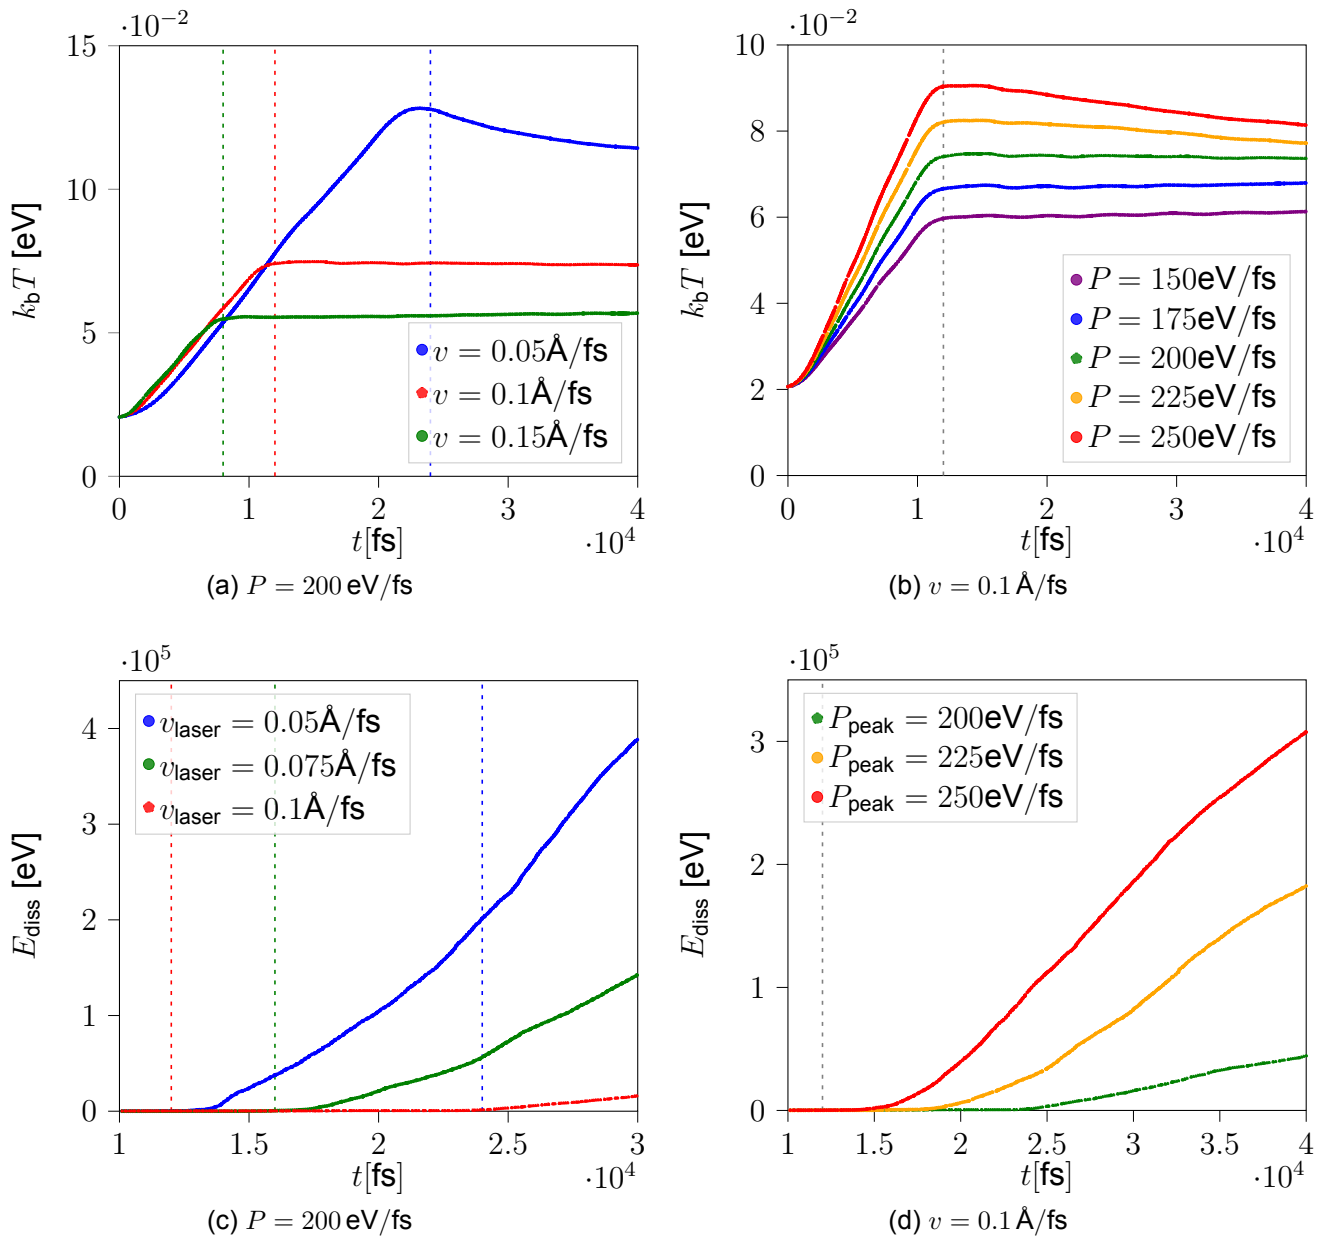 ·10⁻²
15
10
5
0
k_bT [eV]
v = 0.05Å/fs
v = 0.1Å/fs
v = 0.15Å/fs
0 1 2 3 4
t[fs]
·10⁴
(a) P = 200 eV/fs
·10⁻²
10
8
6
4
2
0
k_bT [eV]
P = 150eV/fs
P = 175eV/fs
P = 200eV/fs
P = 225eV/fs
P = 250eV/fs
0 1 2 3 4
t[fs]
·10⁴
(b) v = 0.1 Å/fs
·10⁵
4
3
2
1
0
E_diss [eV]
v_laser = 0.05Å/fs
v_laser = 0.075Å/fs
v_laser = 0.1Å/fs
1 1.5 2 2.5 3
t[fs]
·10⁴
(c) P = 200 eV/fs
·10⁵
3
2
1
0
E_diss [eV]
P_peak = 200eV/fs
P_peak = 225eV/fs
P_peak = 250eV/fs
1 1.5 2 2.5 3 3.5 4
t[fs]
·10⁴
(d) v = 0.1 Å/fs